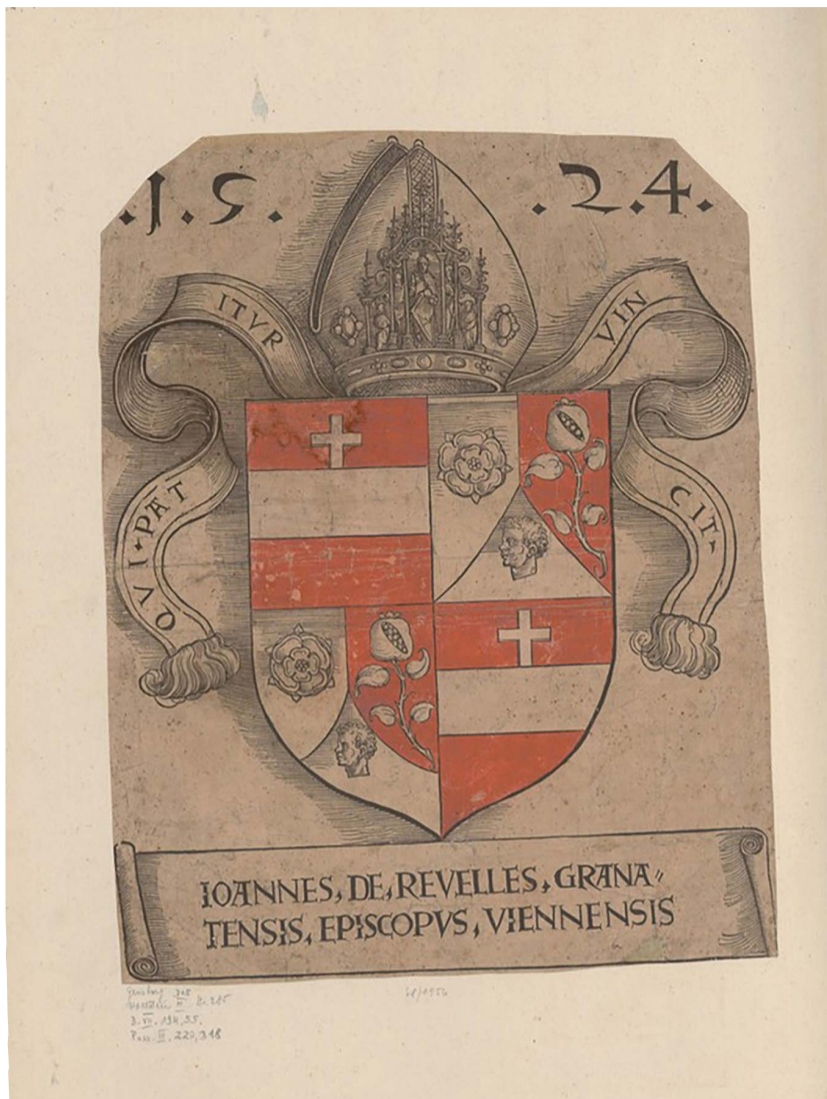 .1.5. .2.4.
QVI·PAT
ITVR
VIN
CIT·
IOANNES, DE, REVELLES, GRANA〃
TENSIS, EPISCOPVS, VIENNENSIS